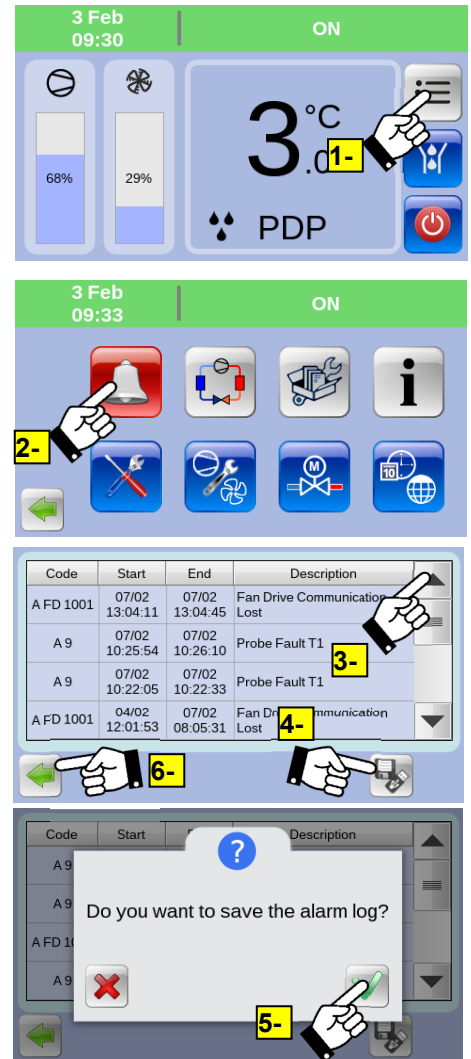 3 Feb
09:30
ON
68%
29%
3 °C
.0
1-
PDP
3 Feb
09:33
ON
i
2-
M
10
Code Start End Description
A FD 1001 07/02 13:04:11 07/02 13:04:45 Fan Drive Communication Lost
A 9 07/02 10:25:54 07/02 10:26:10 Probe Fault T1
3-
A 9 07/02 10:22:05 07/02 10:22:33 Probe Fault T1
A FD 1001 04/02 12:01:53 07/02 08:05:31 Fan Lost
4-
6-
Code Start Description
?
A 9
A 9
Do you want to save the alarm log?
A FD
A 9
5-